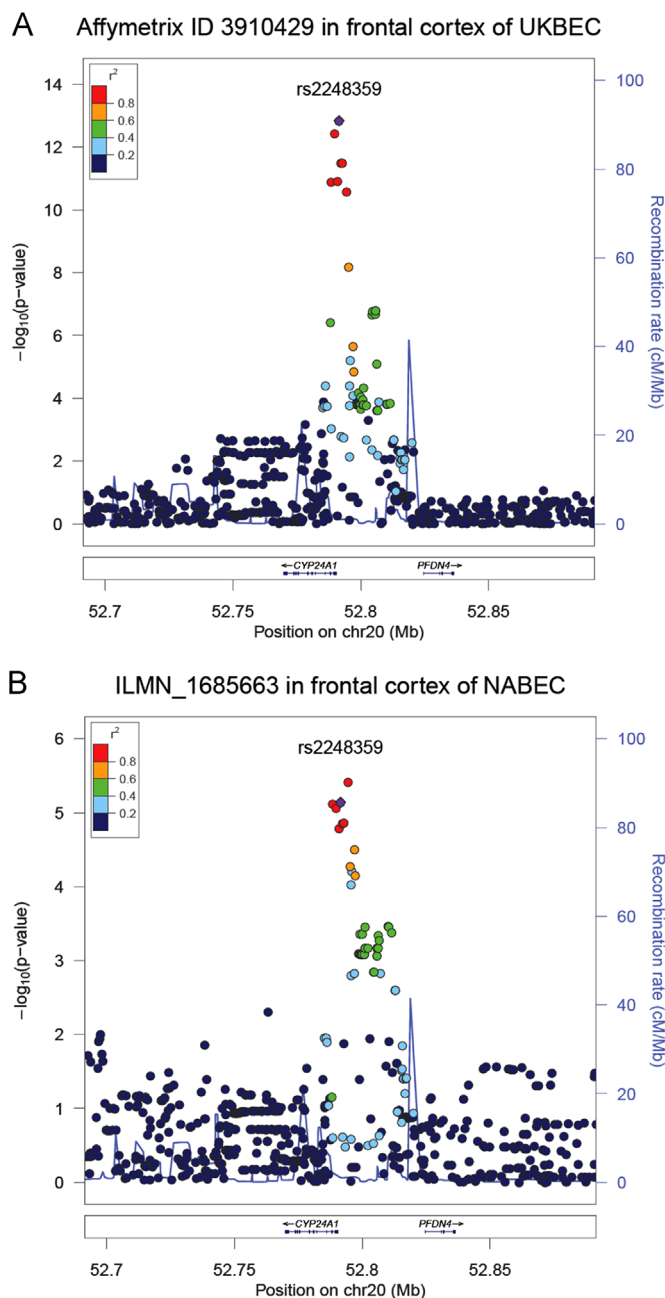 A
Affymetrix ID 3910429 in frontal cortex of UKBEC
r²
0.8
0.6
0.4
0.2
rs2248359
14
12
10
8
6
4
2
0
−log₁₀(p-value)
100
80
60
40
20
0
Recombination rate (cM/Mb)
←CYP24A1
PFDN4→
52.7
52.75
52.8
52.85
Position on chr20 (Mb)
B
ILMN_1685663 in frontal cortex of NABEC
r²
0.8
0.6
0.4
0.2
rs2248359
6
5
4
3
2
1
0
−log₁₀(p-value)
100
80
60
40
20
0
Recombination rate (cM/Mb)
←CYP24A1
PFDN4→
52.7
52.75
52.8
52.85
Position on chr20 (Mb)